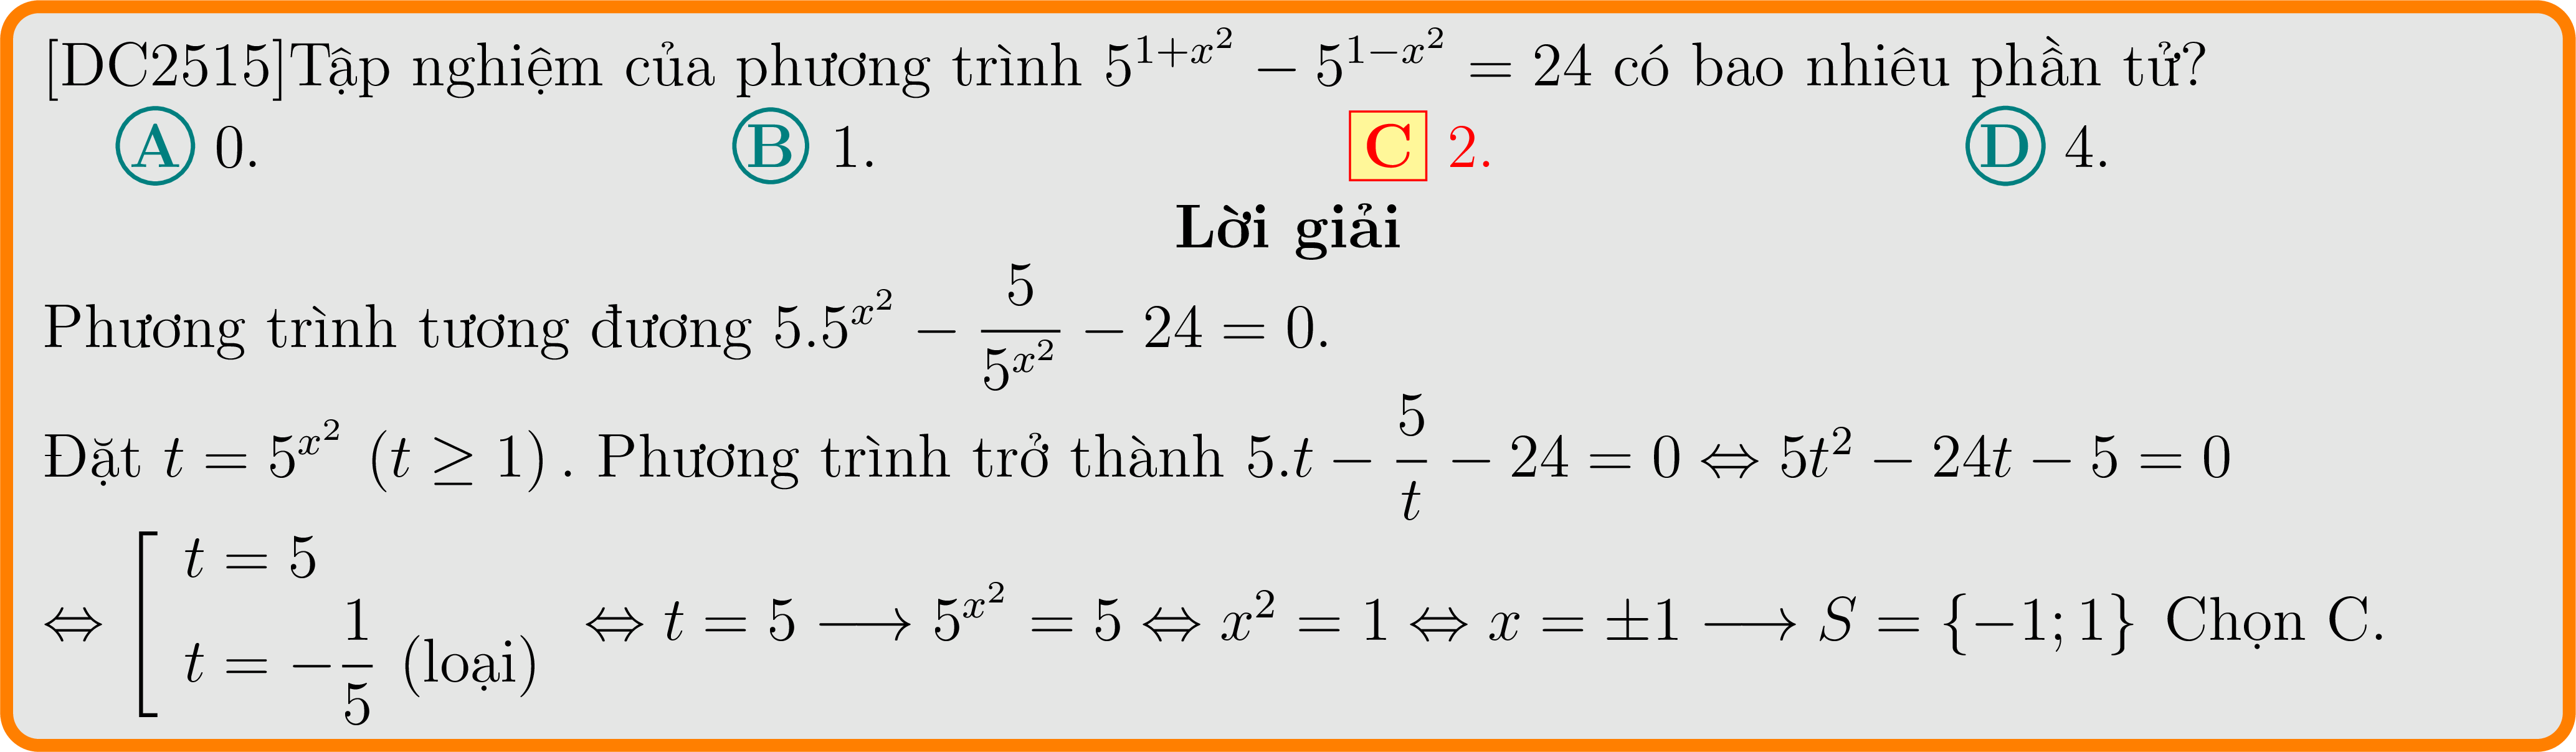 [DC2515]Tập nghiệm của phương trình $5^{1+x^2} - 5^{1-x^2} = 24$ có bao nhiêu phần tử?
A 0. B 1. C 2. D 4.
Lời giải
Phương trình tương đương $5.5^{x^2} - \dfrac{5}{5^{x^2}} - 24 = 0.$
Đặt $t = 5^{x^2}$ $(t \geq 1)$. Phương trình trở thành $5.t - \dfrac{5}{t} - 24 = 0 \Leftrightarrow 5t^2 - 24t - 5 = 0$
$\Leftrightarrow \left[\begin{array}{l} t = 5 \\ t = -\dfrac{1}{5} \text{ (loại)} \end{array}\right. \Leftrightarrow t = 5 \longrightarrow 5^{x^2} = 5 \Leftrightarrow x^2 = 1 \Leftrightarrow x = \pm 1 \longrightarrow S = \{-1; 1\}$ Chọn C.